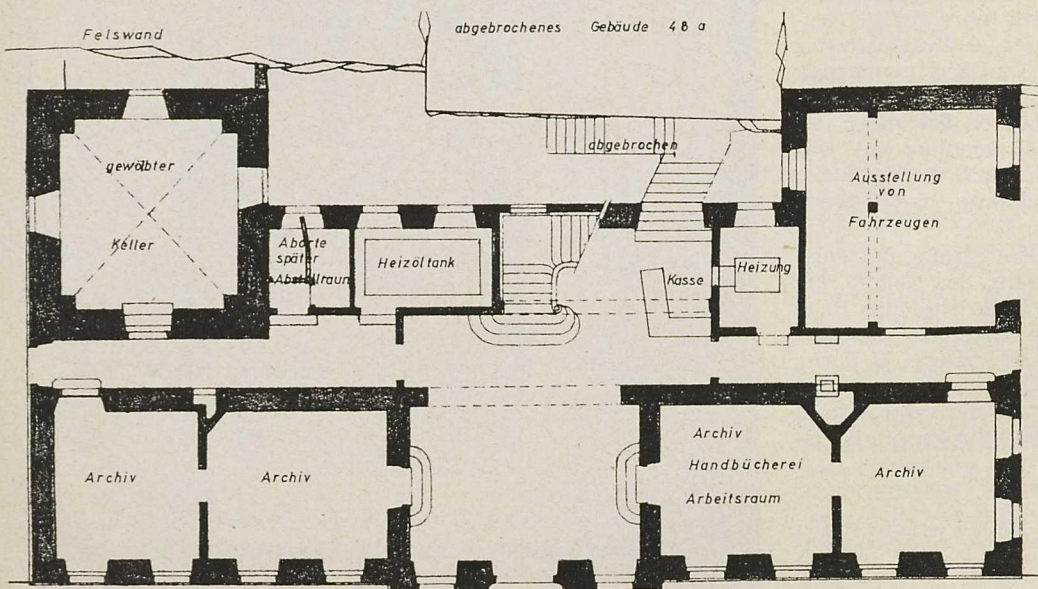 Felswand
abgebrochenes Gebäude 48 a
abgebrochen
gewölbter
Keller
Aborte
später
Abstellraum
Heizöltank
Kasse
Heizung
Ausstellung
von
Fahrzeugen
Archiv
Archiv
Archiv
Handbücherei
Arbeitsraum
Archiv